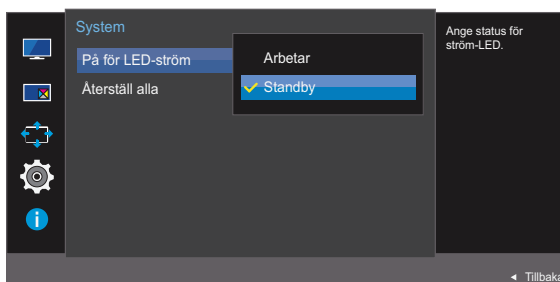 System
På för LED-ström
Återställ alla
Arbetar
Standby
Ange status för
ström-LED.
Tillbaka